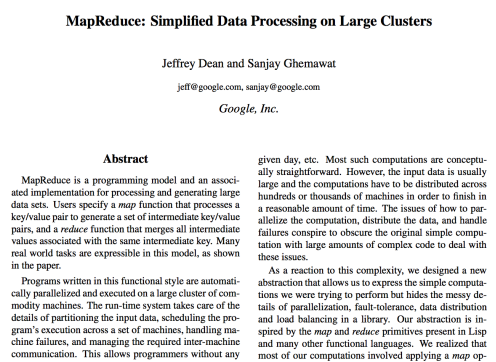 MapReduce: Simplified Data Processing on Large Clusters
Jeffrey Dean and Sanjay Ghemawat
jeff@google.com, sanjay@google.com
Google, Inc.
Abstract
MapReduce is a programming model and an associ-
ated implementation for processing and generating large
data sets. Users specify a map function that processes a
key/value pair to generate a set of intermediate key/value
pairs, and a reduce function that merges all intermediate
values associated with the same intermediate key. Many
real world tasks are expressible in this model, as shown
in the paper.
Programs written in this functional style are automati-
cally parallelized and executed on a large cluster of com-
modity machines. The run-time system takes care of the
details of partitioning the input data, scheduling the pro-
gram's execution across a set of machines, handling ma-
chine failures, and managing the required inter-machine
communication. This allows programmers without any
given day, etc. Most such computations are conceptu-
ally straightforward. However, the input data is usually
large and the computations have to be distributed across
hundreds or thousands of machines in order to finish in
a reasonable amount of time. The issues of how to par-
allelize the computation, distribute the data, and handle
failures conspire to obscure the original simple compu-
tation with large amounts of complex code to deal with
these issues.
As a reaction to this complexity, we designed a new
abstraction that allows us to express the simple computa-
tions we were trying to perform but hides the messy de-
tails of parallelization, fault-tolerance, data distribution
and load balancing in a library. Our abstraction is in-
spired by the map and reduce primitives present in Lisp
and many other functional languages. We realized that
most of our computations involved applying a map op-